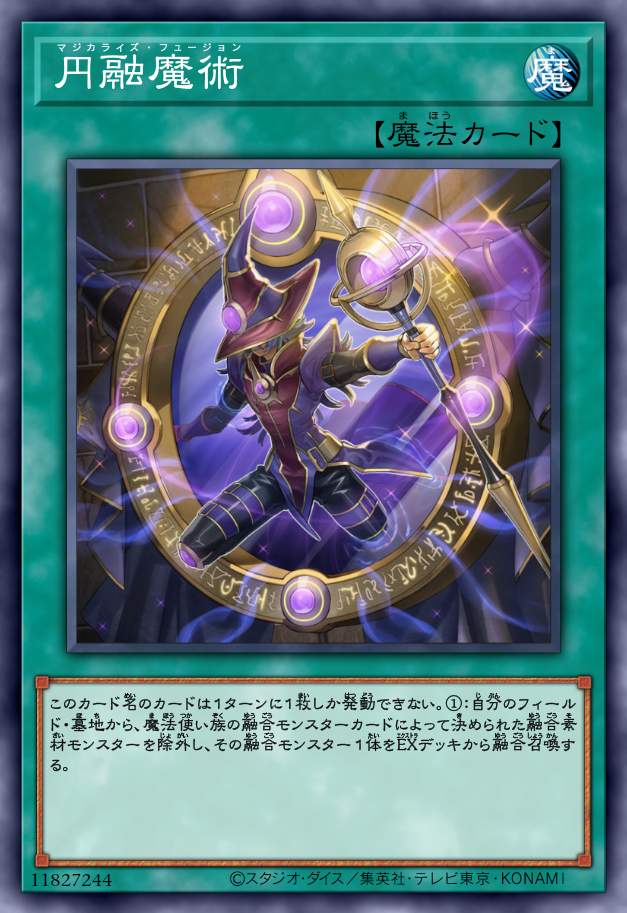 マジカライズ・フュージョン
円融魔術
魔
ま
ま ほう
【魔法カード】
このカード名のカードは1ターンに1枚しか発動できない。①:自分のフィール
ド・墓地から、魔法使い族の融合モンスターカードによって決められた融合素
材モンスターを除外し、その融合モンスター1体をEXデッキから融合召喚す
る。
11827244
©スタジオ・ダイス/集英社・テレビ東京・KONAMI